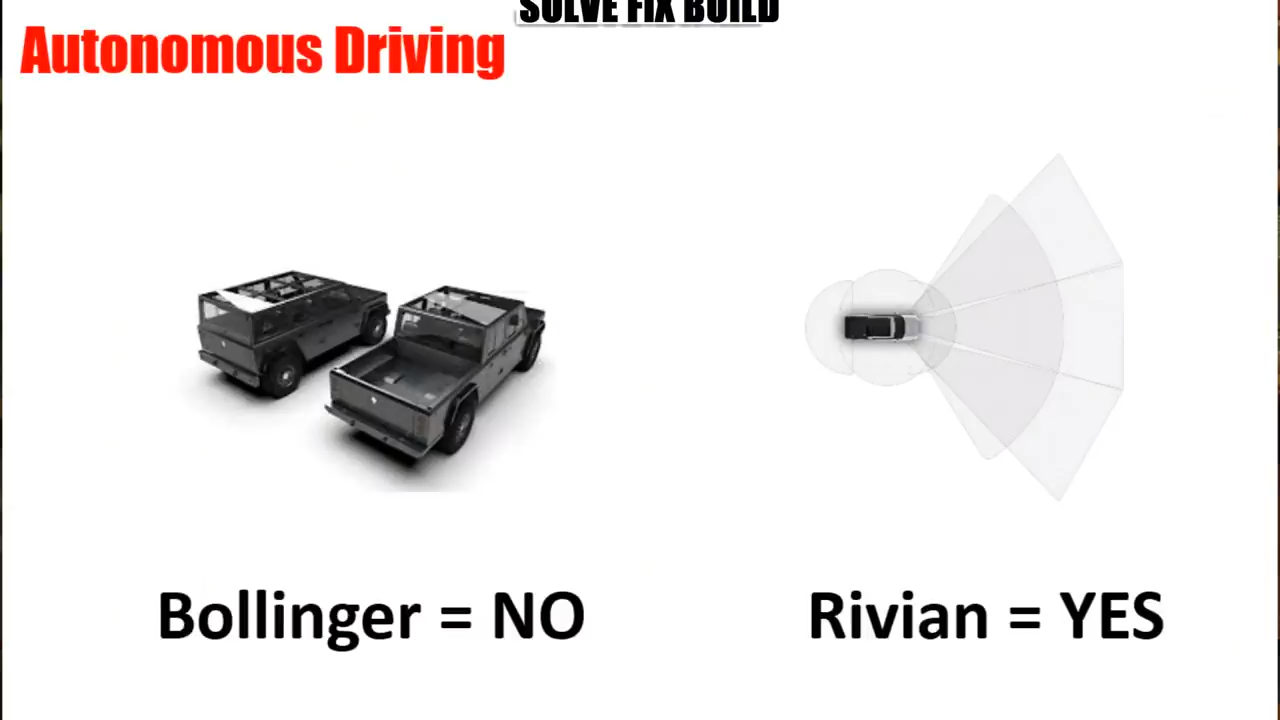 SOLVE FIX BUILD
Autonomous Driving
Bollinger = NO
Rivian = YES